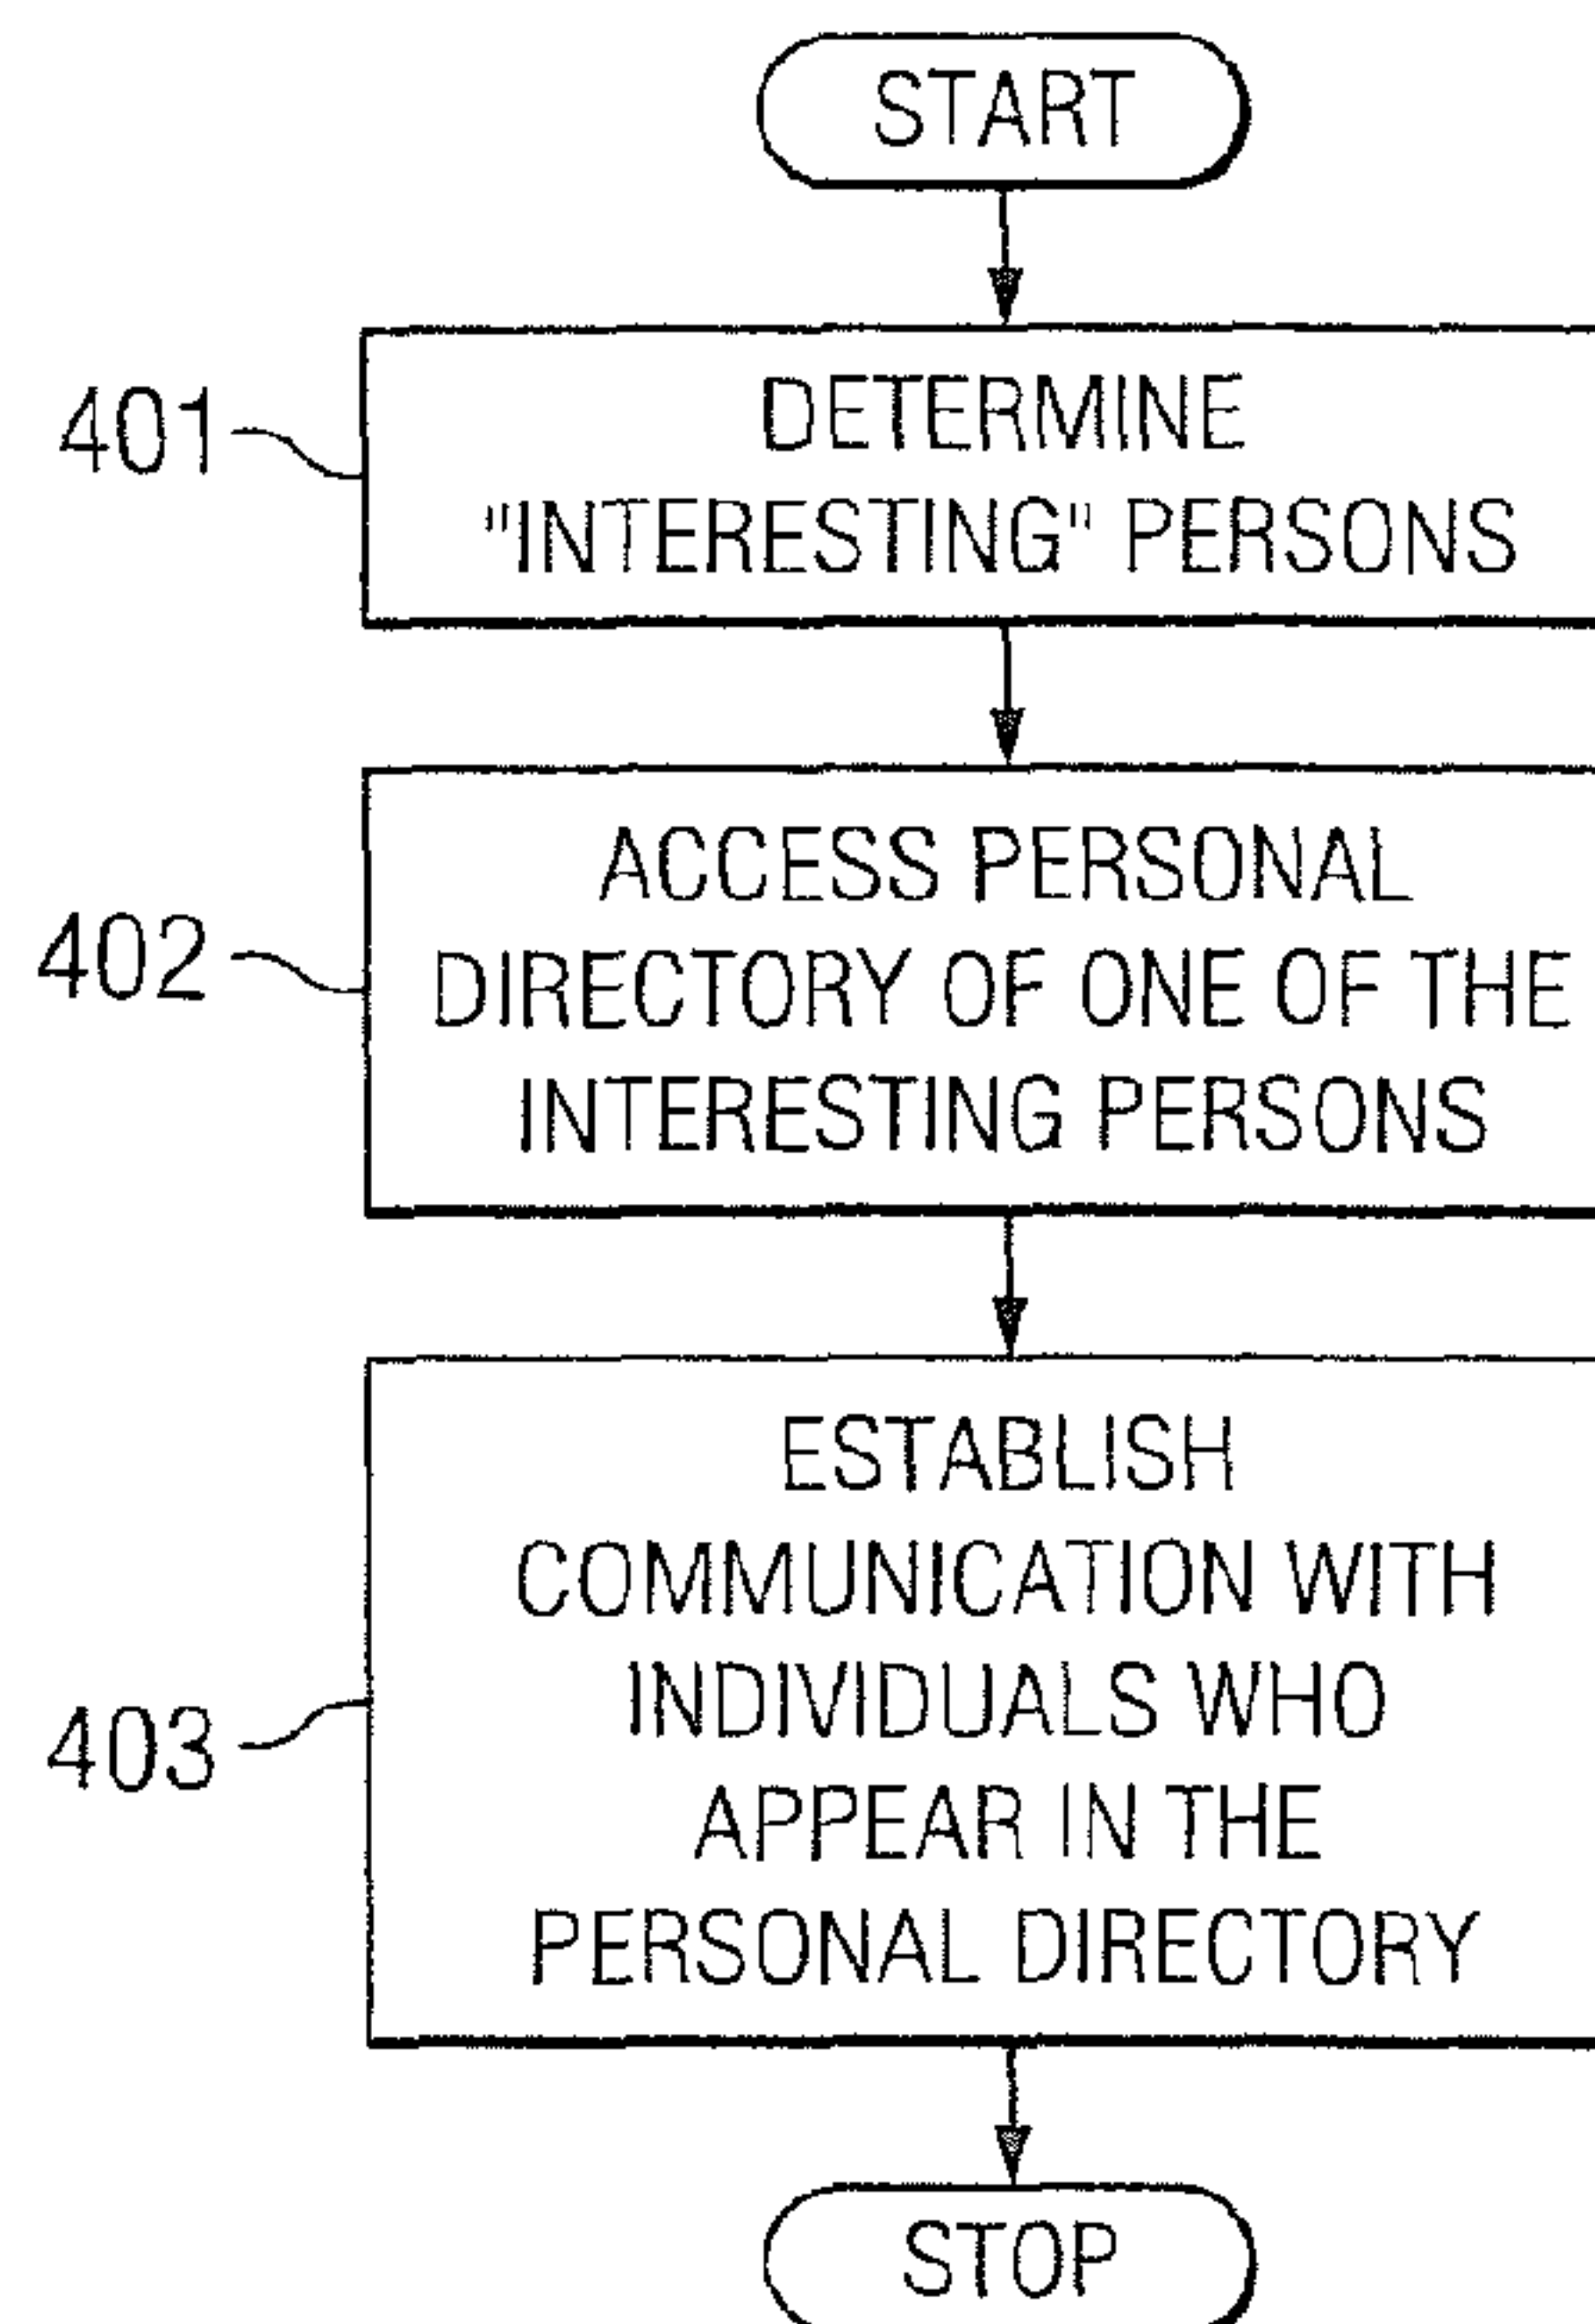 START
401
DETERMINE
"INTERESTING" PERSONS
402
ACCESS PERSONAL
DIRECTORY OF ONE OF THE
INTERESTING PERSONS
403
ESTABLISH
COMMUNICATION WITH
INDIVIDUALS WHO
APPEAR IN THE
PERSONAL DIRECTORY
STOP